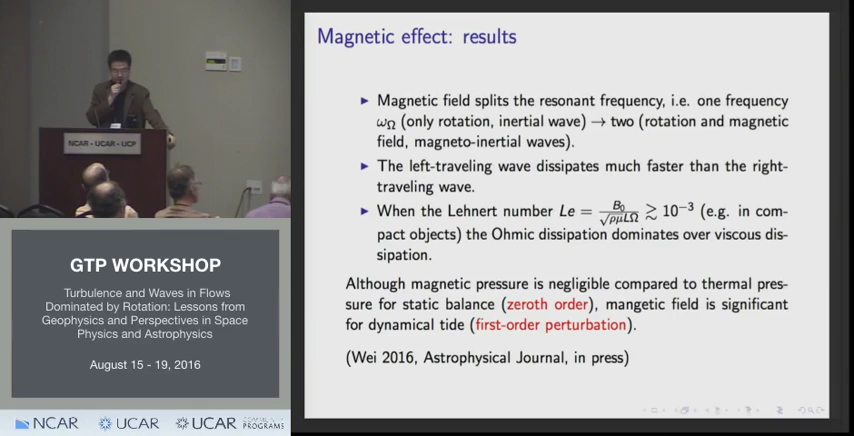 NCAR - UCAR - UCP
GTP WORKSHOP
Turbulence and Waves in Flows
Dominated by Rotation: Lessons from
Geophysics and Perspectives in Space
Physics and Astrophysics
August 15 - 19, 2016
NCAR
UCAR
UCAR COMMUNITY PROGRAMS
Magnetic effect: results
▶ Magnetic field splits the resonant frequency, i.e. one frequency
ω_Ω (only rotation, inertial wave) → two (rotation and magnetic
field, magneto-inertial waves).
▶ The left-traveling wave dissipates much faster than the right-
traveling wave.
▶ When the Lehnert number Le = B₀/√ρμLΩ ≳ 10⁻³ (e.g. in com-
pact objects) the Ohmic dissipation dominates over viscous dis-
sipation.
Although magnetic pressure is negligible compared to thermal pres-
sure for static balance (zeroth order), mangetic field is significant
for dynamical tide (first-order perturbation).
(Wei 2016, Astrophysical Journal, in press)